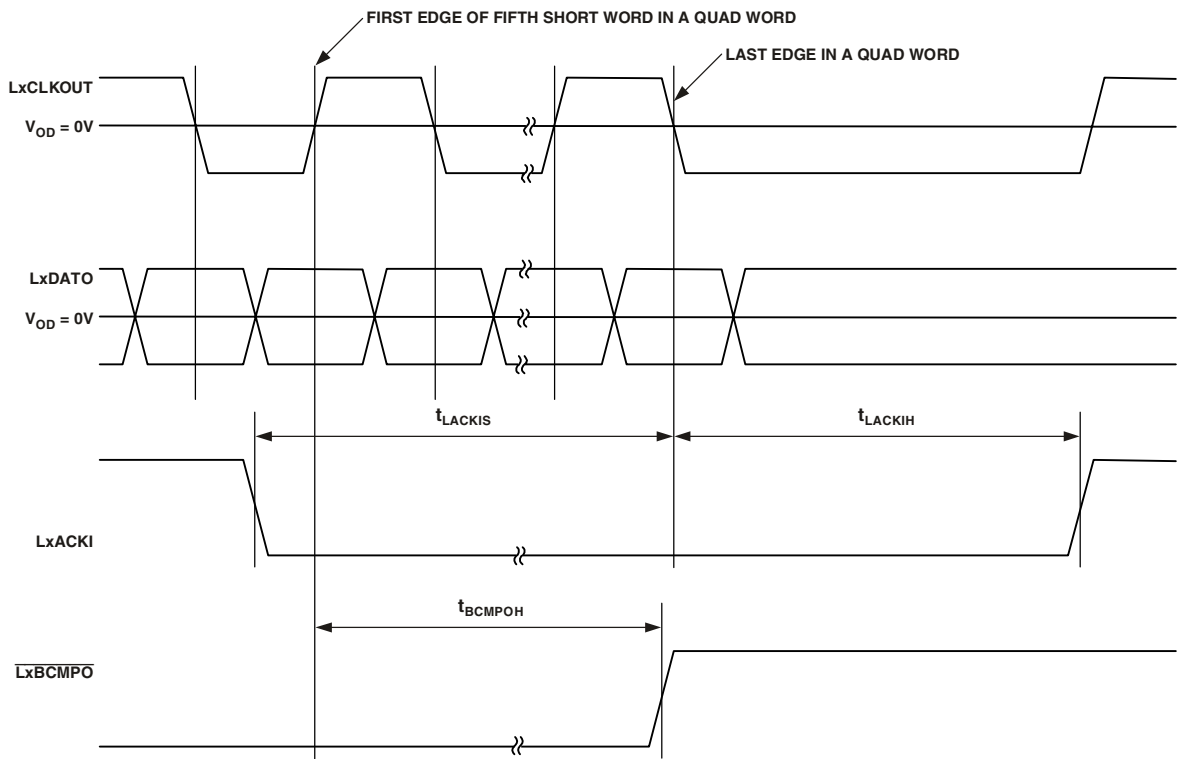 FIRST EDGE OF FIFTH SHORT WORD IN A QUAD WORD
LAST EDGE IN A QUAD WORD
LxCLKOUT
VOD = 0V
LxDATO
VOD = 0V
tLACKIS
tLACKIH
LxACKI
tBCMPOH
LxBCMPO